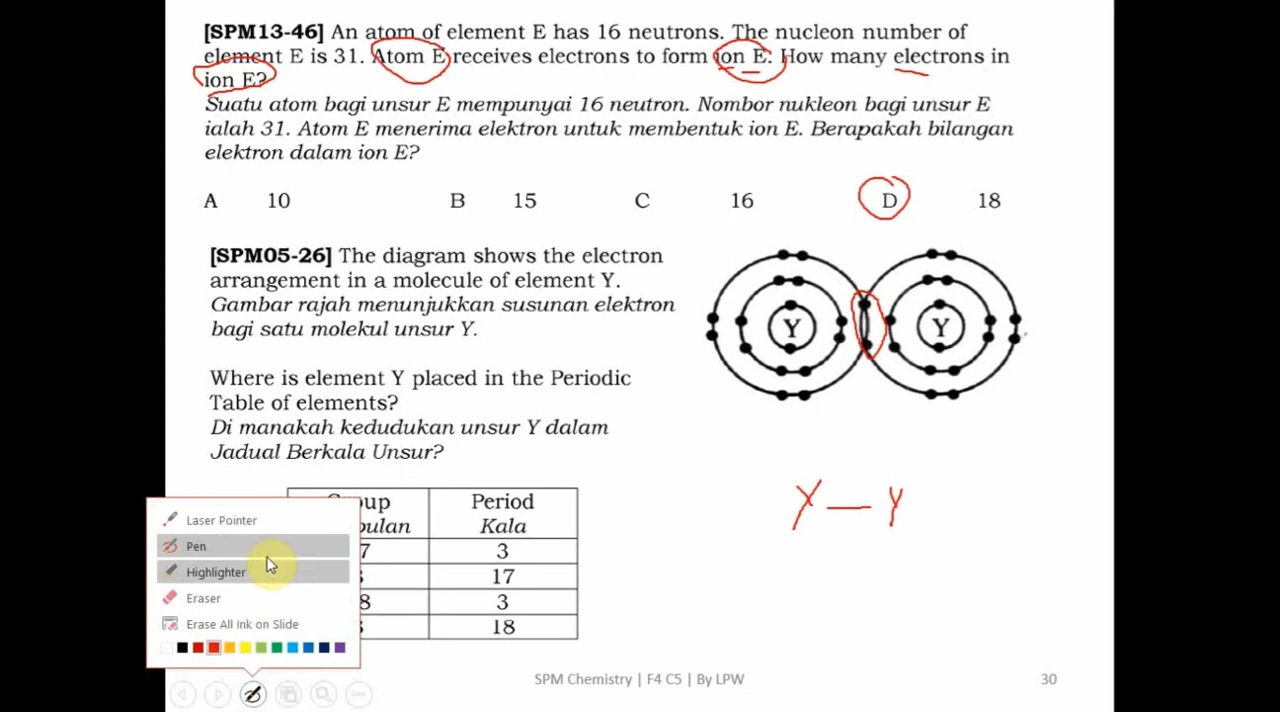 [SPM13-46] An atom of element E has 16 neutrons. The nucleon number of
element E is 31. Atom E receives electrons to form ion E. How many electrons in
ion E?
Suatu atom bagi unsur E mempunyai 16 neutron. Nombor nukleon bagi unsur E
ialah 31. Atom E menerima elektron untuk membentuk ion E. Berapakah bilangan
elektron dalam ion E?
A 10 B 15 C 16 D 18
[SPM05-26] The diagram shows the electron
arrangement in a molecule of element Y.
Gambar rajah menunjukkan susunan elektron
bagi satu molekul unsur Y.
Y Y
Where is element Y placed in the Periodic
Table of elements?
Di manakah kedudukan unsur Y dalam
Jadual Berkala Unsur?
Y — Y
Period
Kala
7 3
17
8 3
18
Laser Pointer
Pen
Highlighter
Eraser
Erase All Ink on Slide
SPM Chemistry | F4 C5 | By LPW 30